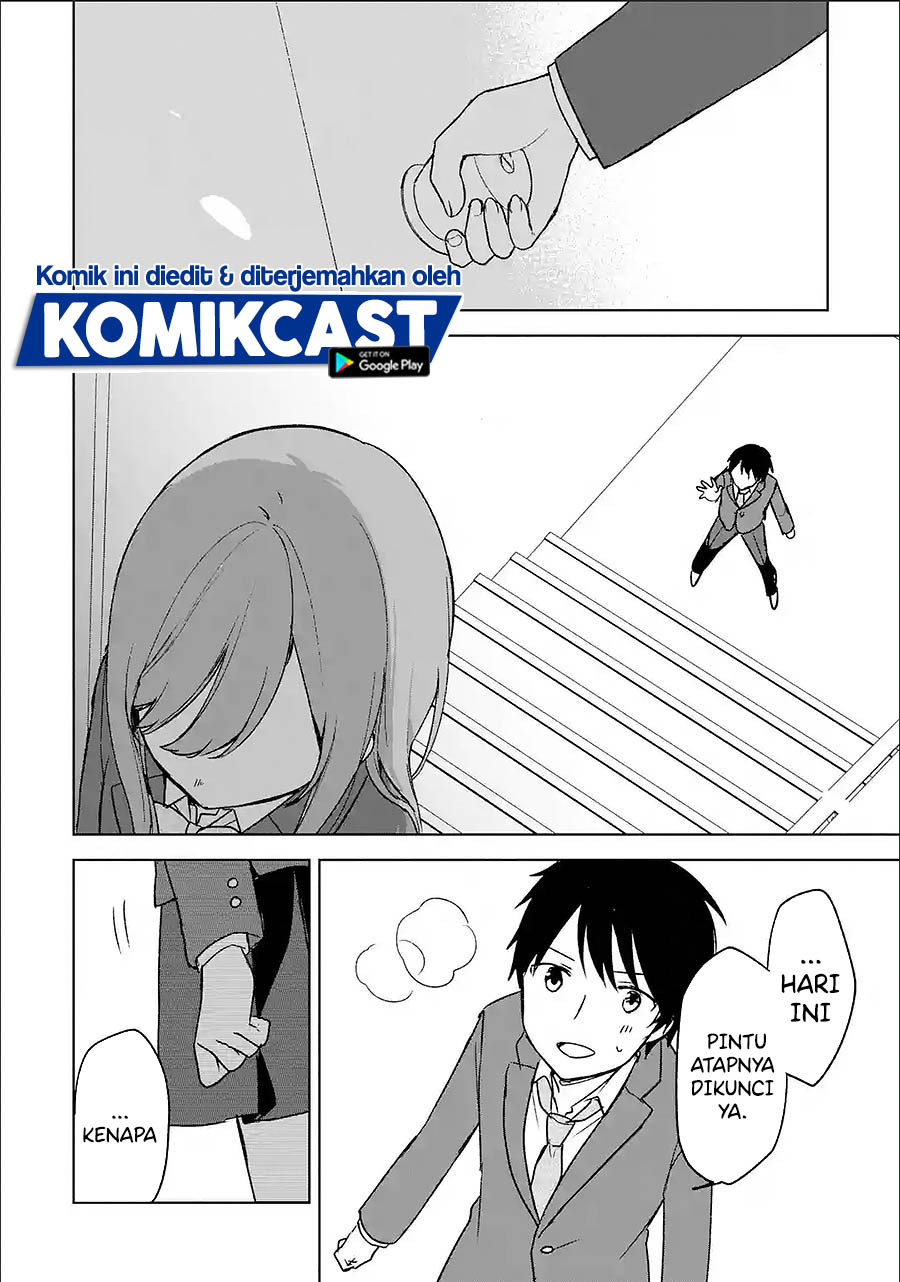 Komik ini diedit & diterjemahkan oleh
KOMIKCAST
GET IT ON
Google Play
...
HARI
INI
PINTU
ATAPNYA
DIKUNCI
YA.
...
KENAPA